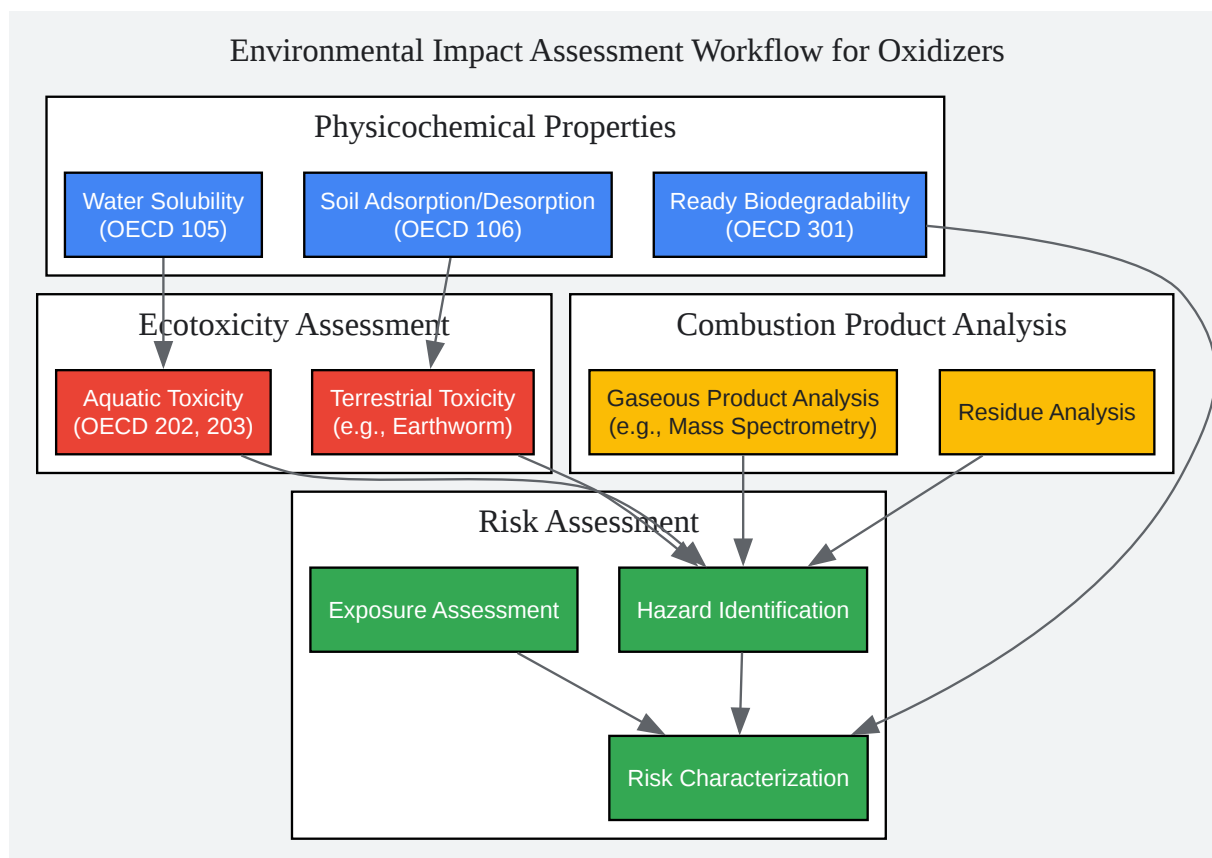 Environmental Impact Assessment Workflow for Oxidizers
Physicochemical Properties
Water Solubility
(OECD 105)
Soil Adsorption/Desorption
(OECD 106)
Ready Biodegradability
(OECD 301)
Ecotoxicity Assessment
Aquatic Toxicity
(OECD 202, 203)
Terrestrial Toxicity
(e.g., Earthworm)
Combustion Product Analysis
Gaseous Product Analysis
(e.g., Mass Spectrometry)
Residue Analysis
Risk Assessment
Exposure Assessment
Hazard Identification
Risk Characterization